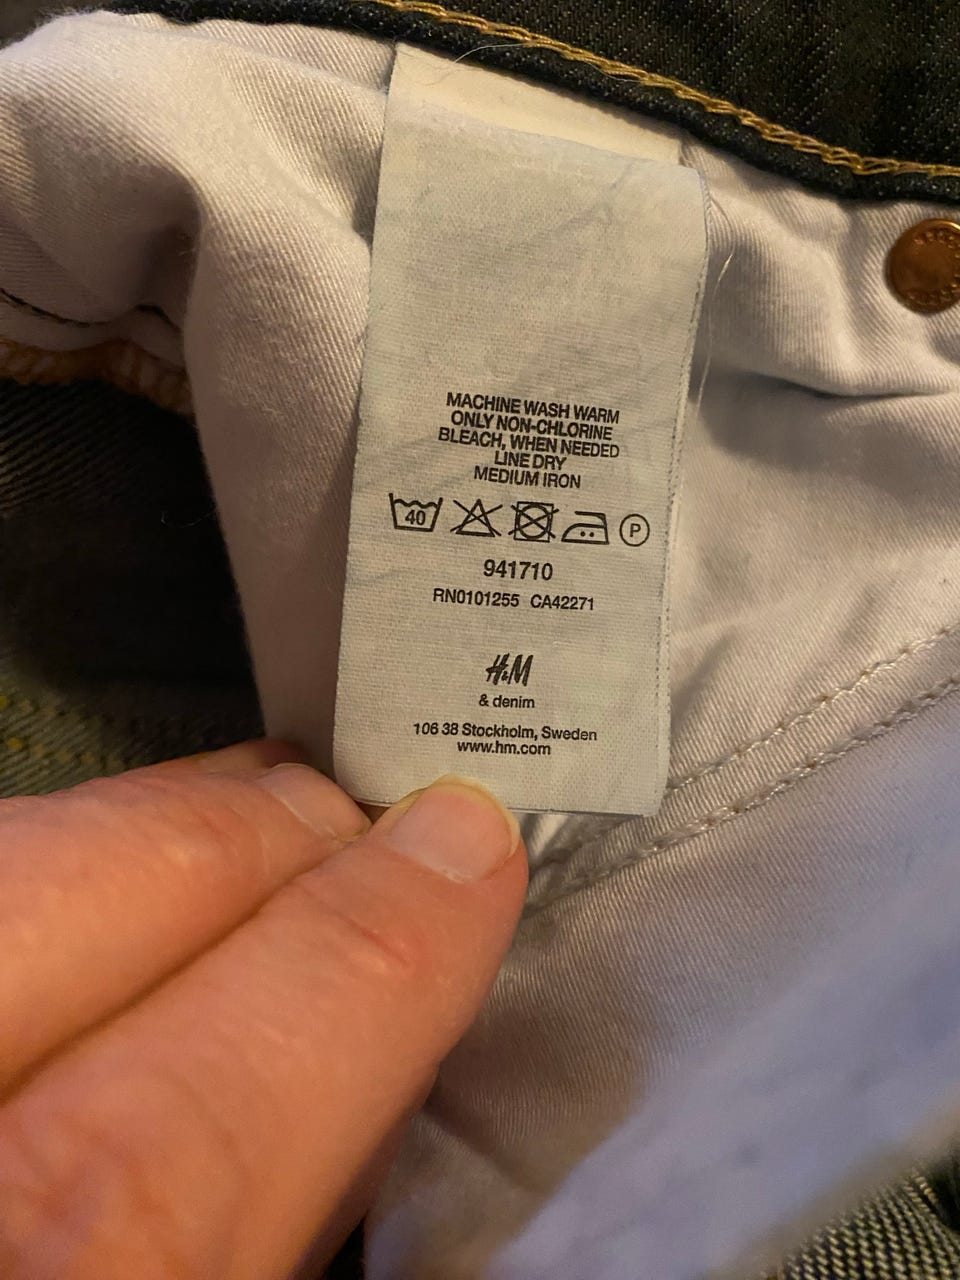 MACHINE WASH WARM
ONLY NON-CHLORINE
BLEACH, WHEN NEEDED
LINE DRY
MEDIUM IRON
40 P
941710
RN0101255 CA42271
H&M
& denim
106 38 Stockholm, Sweden
www.hm.com